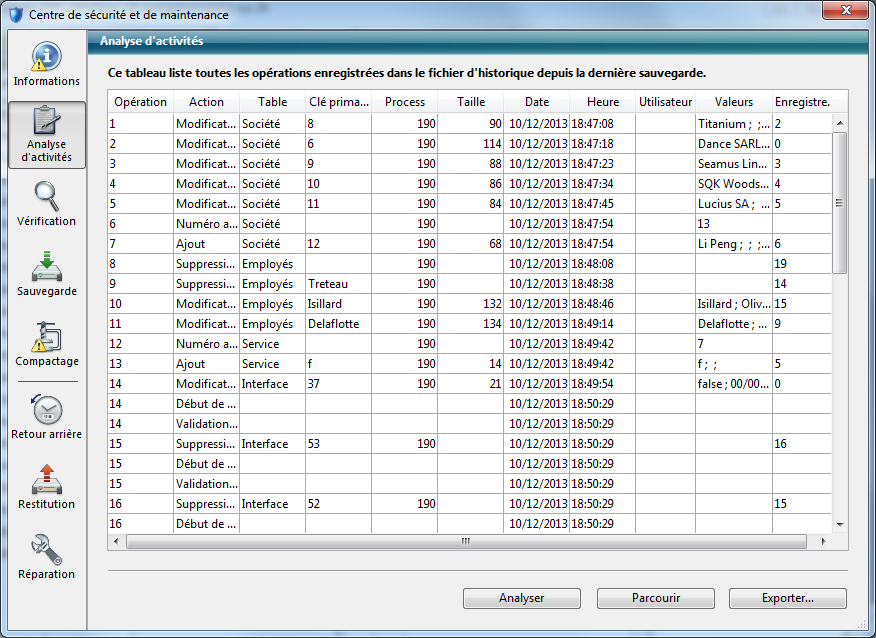 Centre de sécurité et de maintenance
Informations
Analyse d'activités
Vérification
Sauvegarde
Compactage
Retour arrière
Restitution
Réparation
Analyse d'activités
Ce tableau liste toutes les opérations enregistrées dans le fichier d'historique depuis la dernière sauvegarde.
Opération Action Table Clé prima... Process Taille Date Heure Utilisateur Valeurs Enregistre.
1 Modificat... Société 8 190 90 10/12/2013 18:47:08 Titanium ; ;... 2
2 Modificat... Société 6 190 114 10/12/2013 18:47:18 Dance SARL... 0
3 Modificat... Société 9 190 88 10/12/2013 18:47:23 Seamus Lin... 3
4 Modificat... Société 10 190 86 10/12/2013 18:47:34 SQK Woods... 4
5 Modificat... Société 11 190 84 10/12/2013 18:47:45 Lucius SA ; ... 5
6 Numéro a... Société 190 10/12/2013 18:47:54 13
7 Ajout Société 12 190 68 10/12/2013 18:47:54 Li Peng ; ; ;... 6
8 Suppressi... Employés 190 10/12/2013 18:48:08 19
9 Suppressi... Employés Treteau 190 10/12/2013 18:48:38 14
10 Modificat... Employés Isillard 190 132 10/12/2013 18:48:46 Isillard ; Oliv... 15
11 Modificat... Employés Delaflotte 190 134 10/12/2013 18:49:14 Delaflotte ; ... 9
12 Numéro a... Service 190 10/12/2013 18:49:42 7
13 Ajout Service f 190 14 10/12/2013 18:49:42 f ; ; 5
14 Modificat... Interface 37 190 21 10/12/2013 18:49:54 false ; 00/00... 0
14 Début de ... 10/12/2013 18:50:29
14 Validation... 10/12/2013 18:50:29
15 Suppressi... Interface 53 190 10/12/2013 18:50:29 16
15 Début de ... 10/12/2013 18:50:29
15 Validation... 10/12/2013 18:50:29
16 Suppressi... Interface 52 190 10/12/2013 18:50:29 15
16 Début de ... 10/12/2013 18:50:29
Analyser Parcourir Exporter...